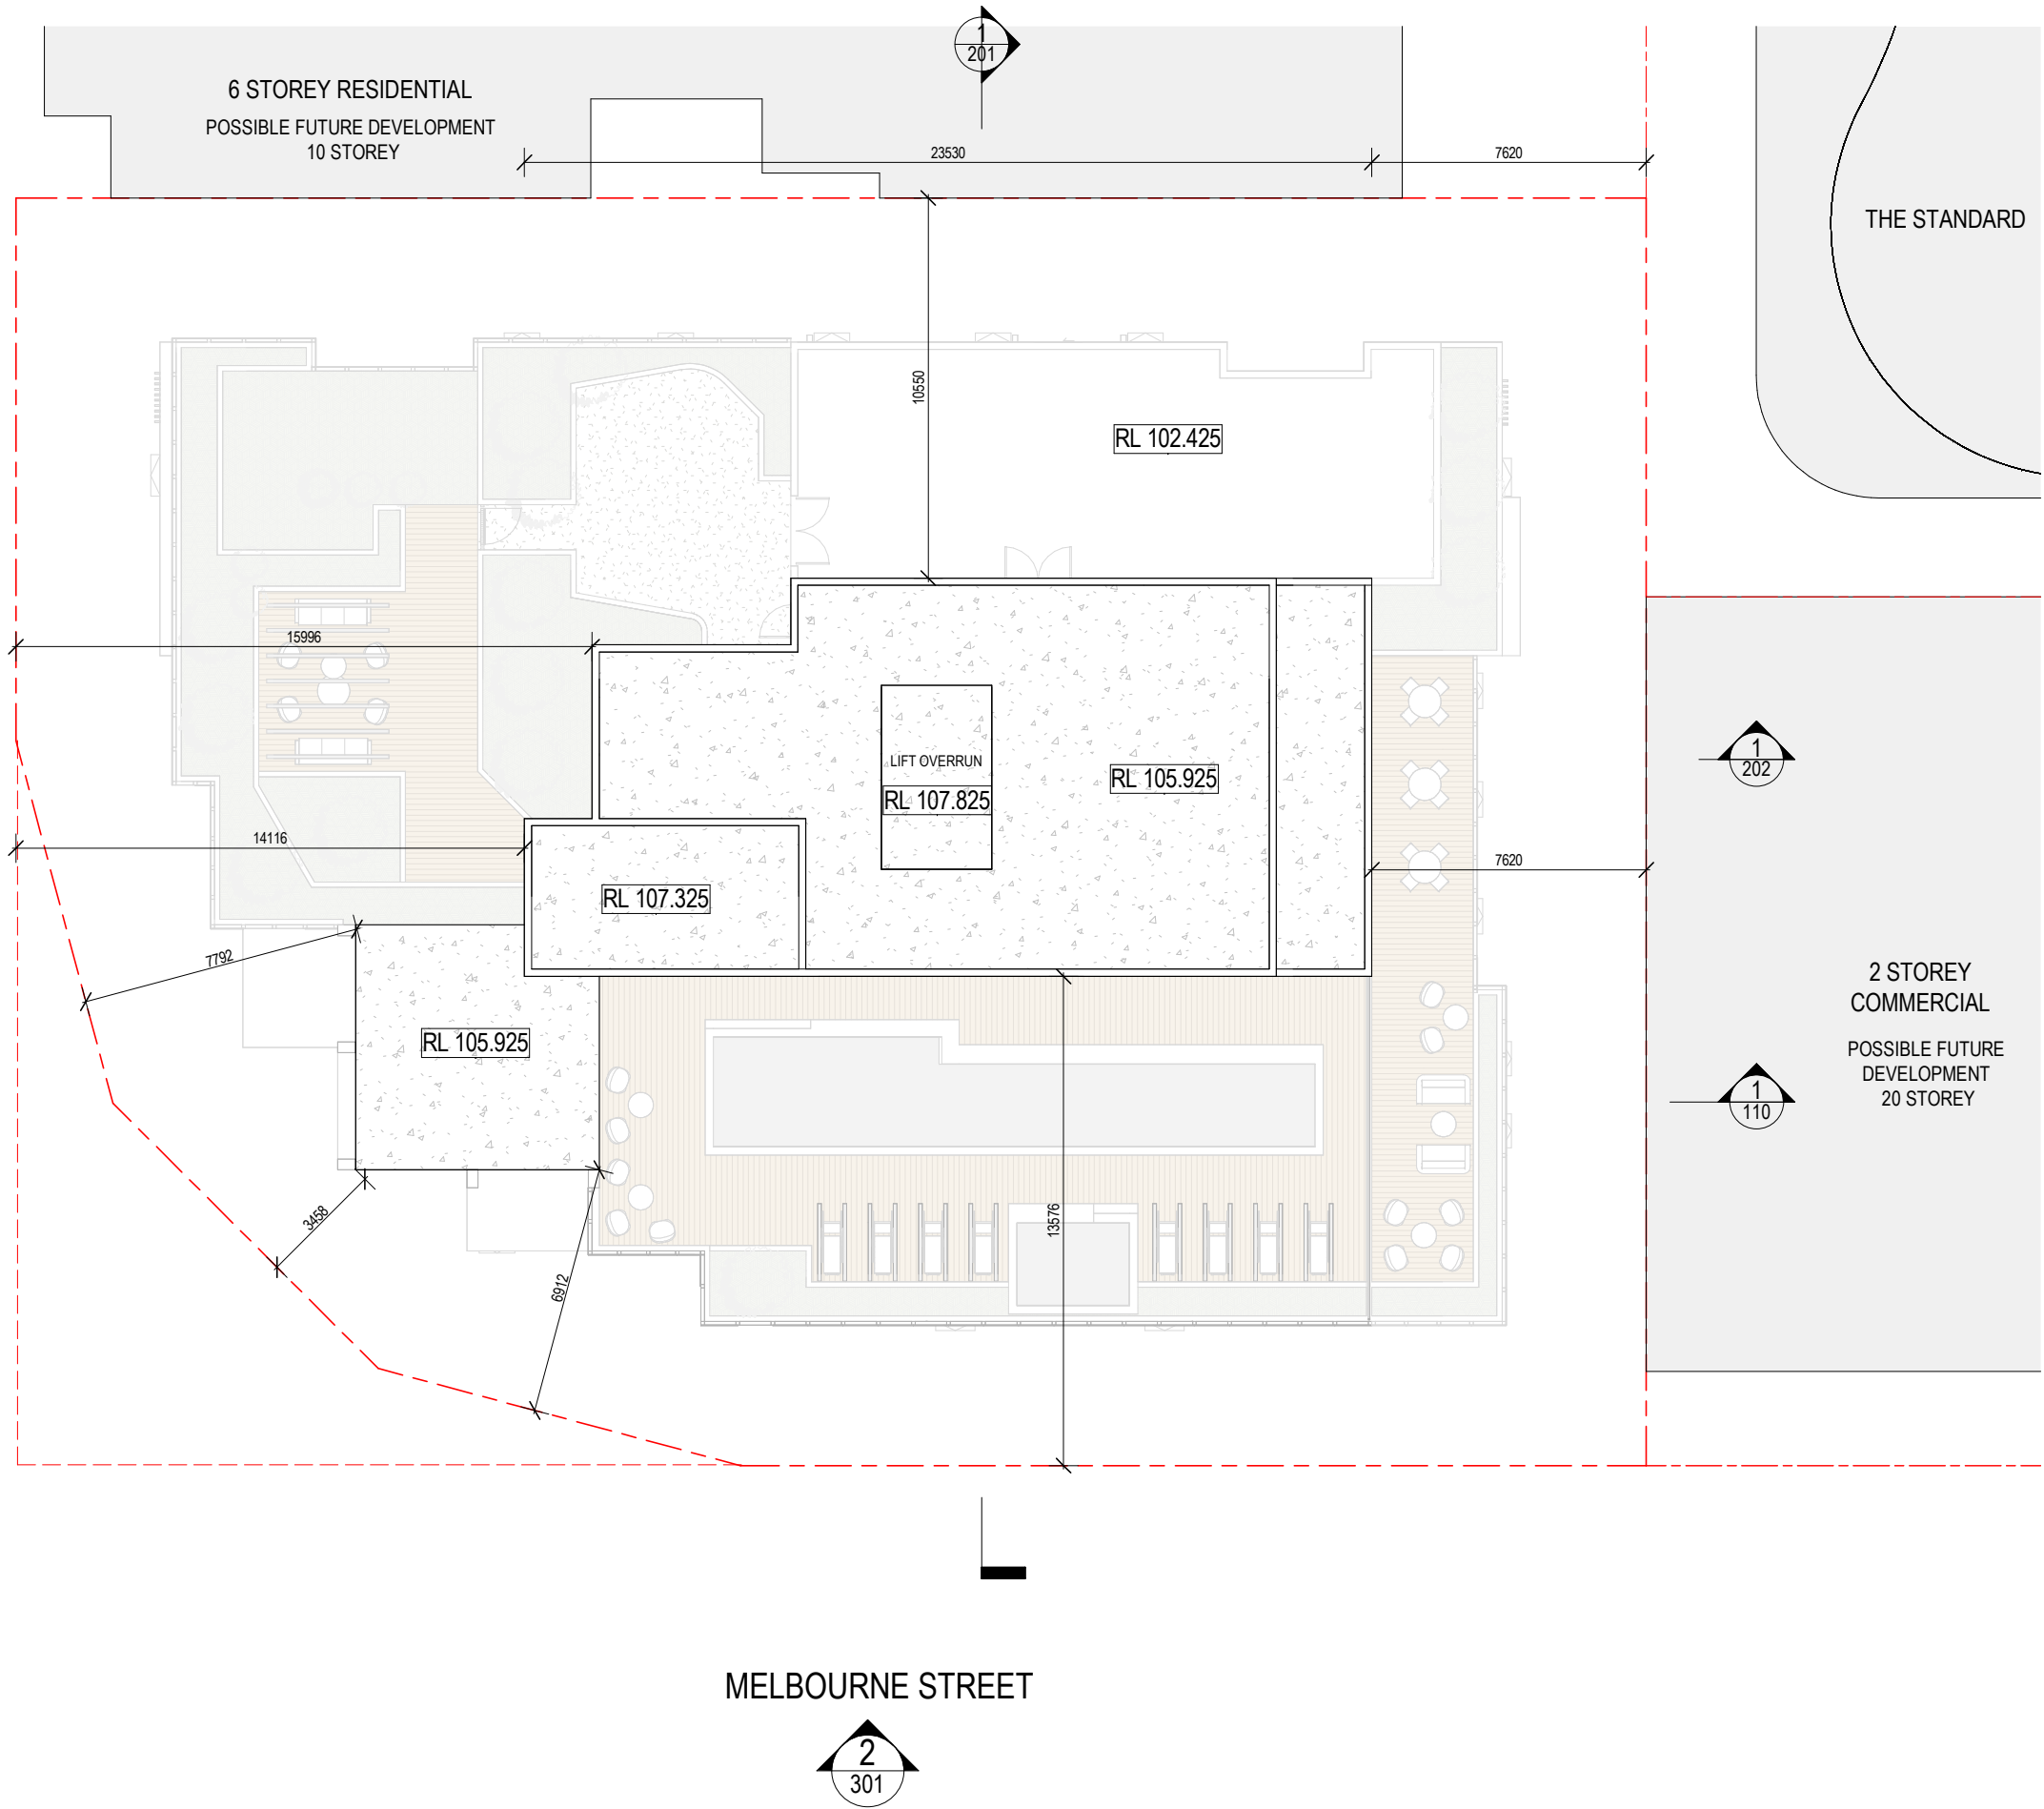 1
201
6 STOREY RESIDENTIAL
POSSIBLE FUTURE DEVELOPMENT
10 STOREY
23530
7620
THE STANDARD
10550
RL 102.425
15996
LIFT OVERRUN
RL 107.825
RL 105.925
1
202
14116
7620
RL 107.325
7792
2 STOREY
COMMERCIAL
RL 105.925
POSSIBLE FUTURE
DEVELOPMENT
20 STOREY
1
110
3458
13576
6912
MELBOURNE STREET
2
301